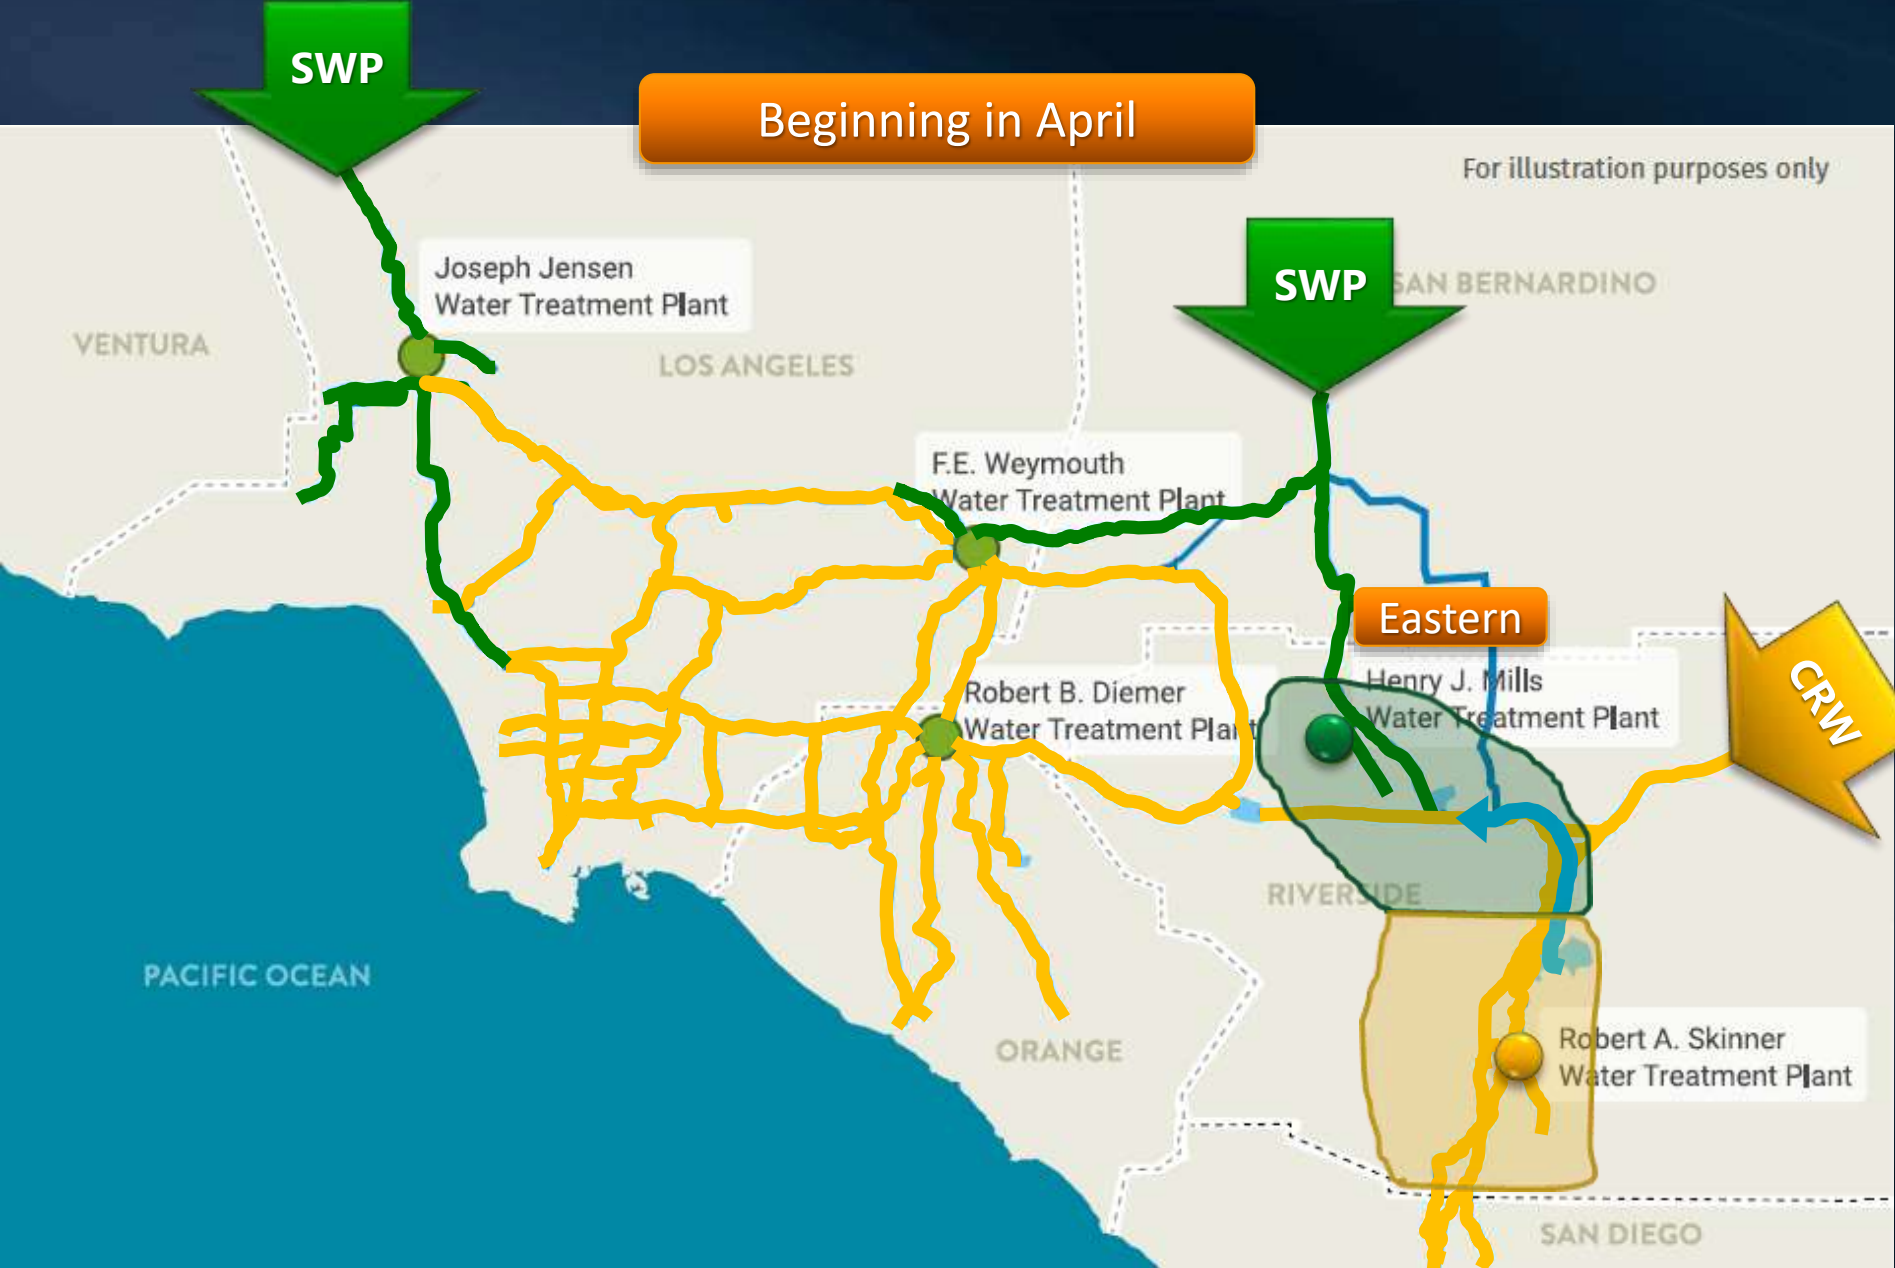 SWP
Beginning in April
For illustration purposes only
Joseph Jensen
Water Treatment Plant
SWP
SAN BERNARDINO
VENTURA
LOS ANGELES
F.E. Weymouth
Water Treatment Plant
Eastern
CRW
Henry J. Mills
Water Treatment Plant
Robert B. Diemer
Water Treatment Plant
RIVERSIDE
PACIFIC OCEAN
ORANGE
Robert A. Skinner
Water Treatment Plant
SAN DIEGO